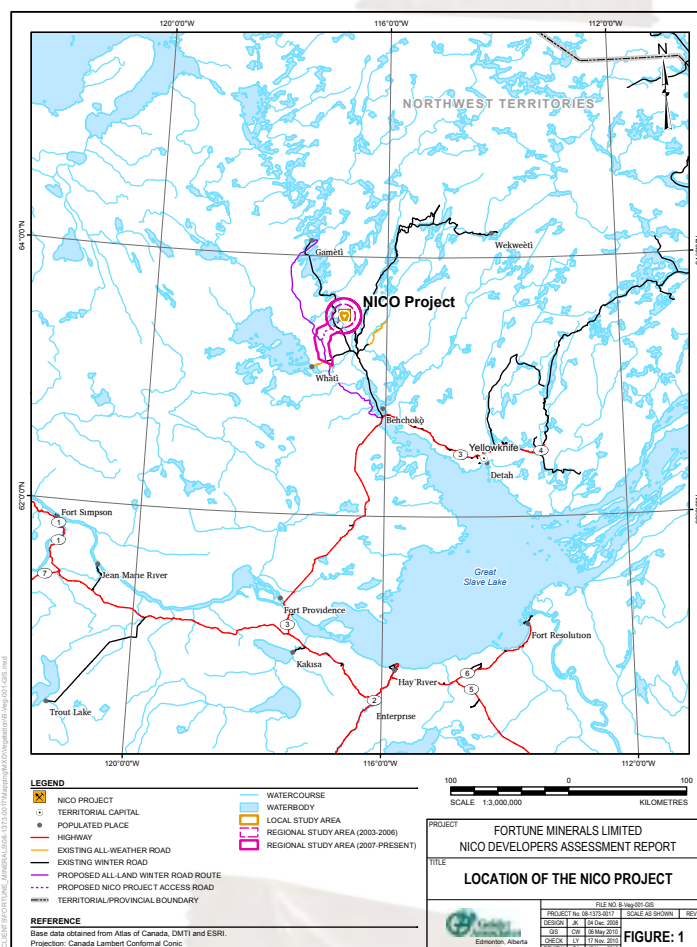 120°0'0"W
116°0'0"W
112°0'0"W
N
NORTHWEST TERRITORIES
64°0'0"N
Gamètì
Wekweètì
NICO Project
Whatì
Behchokò
Yellowknife
3
4
Detah
62°0'0"N
Fort Simpson
1
1
7
Jean Marie River
Great
Slave Lake
Fort Providence
3
Fort Resolution
Kakisa
Hay River
6
5
2
Trout Lake
Enterprise
120°0'0"W
116°0'0"W
112°0'0"W
LEGEND
NICO PROJECT
TERRITORIAL CAPITAL
POPULATED PLACE
HIGHWAY
EXISTING ALL-WEATHER ROAD
EXISTING WINTER ROAD
PROPOSED ALL-LAND WINTER ROAD ROUTE
PROPOSED NICO PROJECT ACCESS ROAD
TERRITORIAL/PROVINCIAL BOUNDARY
WATERCOURSE
WATERBODY
LOCAL STUDY AREA
REGIONAL STUDY AREA (2003-2006)
REGIONAL STUDY AREA (2007-PRESENT)
REFERENCE
Base data obtained from Atlas of Canada, DMTI and ESRI.
Projection: Canada Lambert Conformal Conic
100 0 100
SCALE 1:3,000,000 KILOMETRES
PROJECT
FORTUNE MINERALS LIMITED
NICO DEVELOPERS ASSESSMENT REPORT
TITLE
LOCATION OF THE NICO PROJECT
Golder
Associates
Edmonton, Alberta
FILE NO. B-Veg-001-GIS
PROJECT No. 08-1373-0017 SCALE AS SHOWN REV.
DESIGN JK 04 Dec. 2008
GIS CW 06 May 2010
CHECK LY 17 Nov. 2010
FIGURE: 1